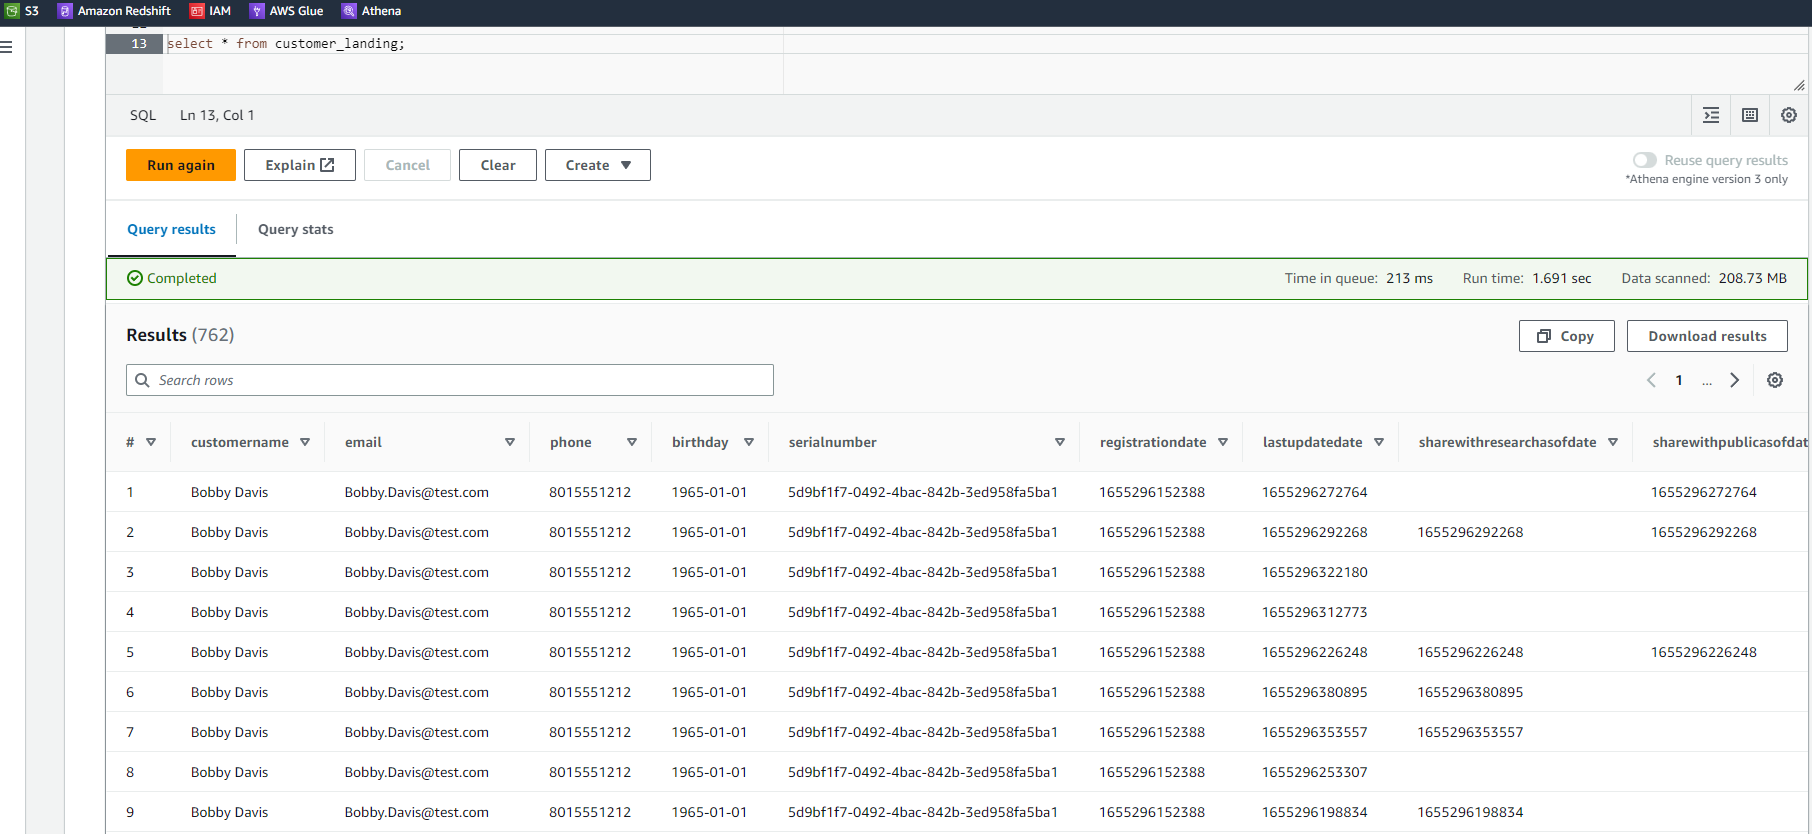 S3 Amazon Redshift IAM AWS Glue Athena
13 select * from customer_landing;
SQL Ln 13, Col 1
Run again Explain Cancel Clear Create Reuse query results
*Athena engine version 3 only
Query results Query stats
Completed Time in queue: 213 ms Run time: 1.691 sec Data scanned: 208.73 MB
Results (762) Copy Download results
Search rows 1 ...
# customername email phone birthday serialnumber registrationdate lastupdatedate sharewithresearchasofdate sharewithpublicasofdat
1 Bobby Davis Bobby.Davis@test.com 8015551212 1965-01-01 5d9bf1f7-0492-4bac-842b-3ed958fa5ba1 1655296152388 1655296272764 1655296272764
2 Bobby Davis Bobby.Davis@test.com 8015551212 1965-01-01 5d9bf1f7-0492-4bac-842b-3ed958fa5ba1 1655296152388 1655296292268 1655296292268 1655296292268
3 Bobby Davis Bobby.Davis@test.com 8015551212 1965-01-01 5d9bf1f7-0492-4bac-842b-3ed958fa5ba1 1655296152388 1655296322180
4 Bobby Davis Bobby.Davis@test.com 8015551212 1965-01-01 5d9bf1f7-0492-4bac-842b-3ed958fa5ba1 1655296152388 1655296312773
5 Bobby Davis Bobby.Davis@test.com 8015551212 1965-01-01 5d9bf1f7-0492-4bac-842b-3ed958fa5ba1 1655296152388 1655296226248 1655296226248 1655296226248
6 Bobby Davis Bobby.Davis@test.com 8015551212 1965-01-01 5d9bf1f7-0492-4bac-842b-3ed958fa5ba1 1655296152388 1655296380895 1655296380895
7 Bobby Davis Bobby.Davis@test.com 8015551212 1965-01-01 5d9bf1f7-0492-4bac-842b-3ed958fa5ba1 1655296152388 1655296353557 1655296353557
8 Bobby Davis Bobby.Davis@test.com 8015551212 1965-01-01 5d9bf1f7-0492-4bac-842b-3ed958fa5ba1 1655296152388 1655296253307
9 Bobby Davis Bobby.Davis@test.com 8015551212 1965-01-01 5d9bf1f7-0492-4bac-842b-3ed958fa5ba1 1655296152388 1655296198834 1655296198834